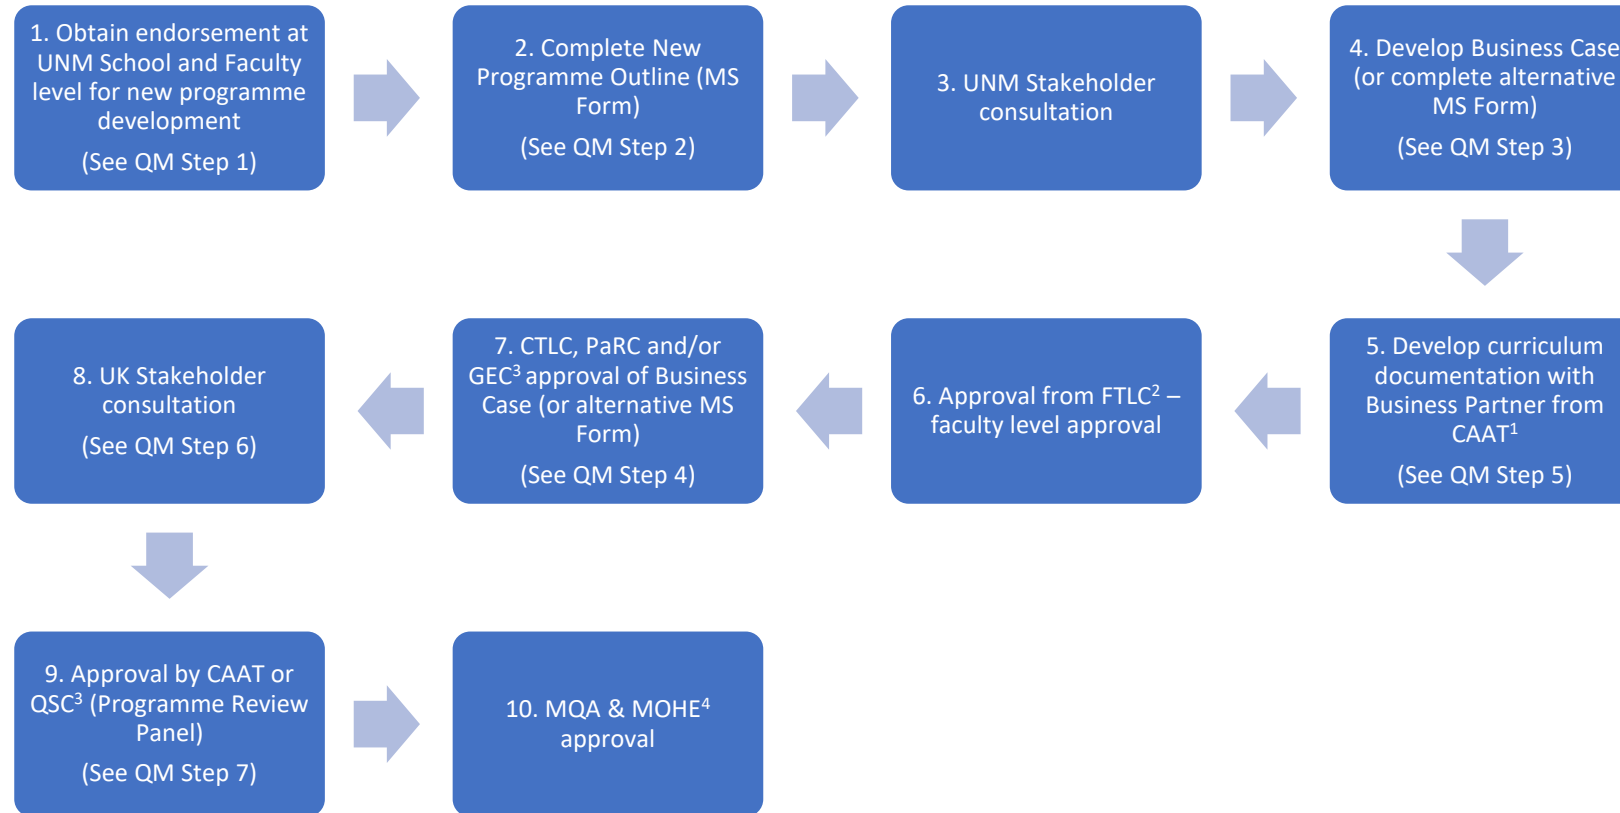 1. Obtain endorsement at
UNM School and Faculty
level for new programme
development
(See QM Step 1)
2. Complete New
Programme Outline (MS
Form)
(See QM Step 2)
3. UNM Stakeholder
consultation
4. Develop Business Case
(or complete alternative
MS Form)
(See QM Step 3)
5. Develop curriculum
documentation with
Business Partner from
CAAT¹
(See QM Step 5)
6. Approval from FTLC² –
faculty level approval
7. CTLC, PaRC and/or
GEC³ approval of Business
Case (or alternative MS
Form)
(See QM Step 4)
8. UK Stakeholder
consultation
(See QM Step 6)
9. Approval by CAAT or
QSC³ (Programme Review
Panel)
(See QM Step 7)
10. MQA & MOHE⁴
approval